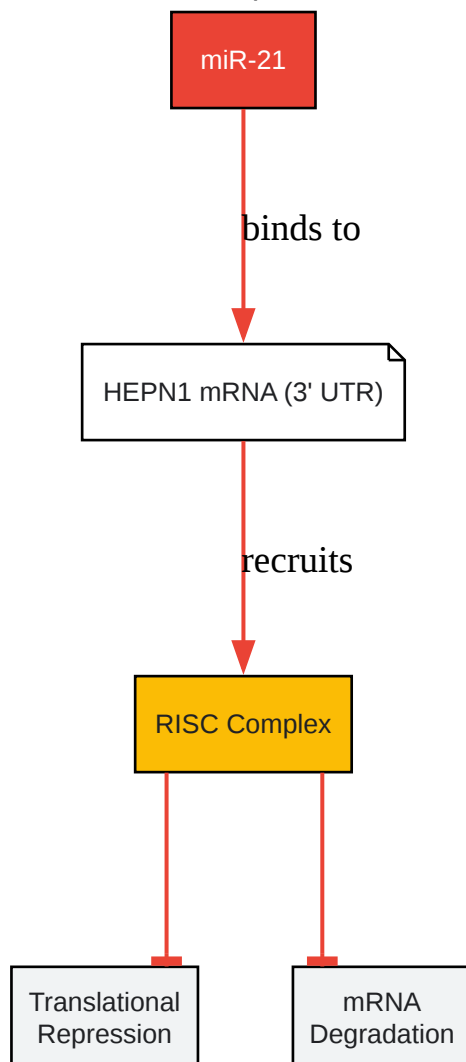 miR-21
binds to
HEPN1 mRNA (3' UTR)
recruits
RISC Complex
Translational
Repression
mRNA
Degradation